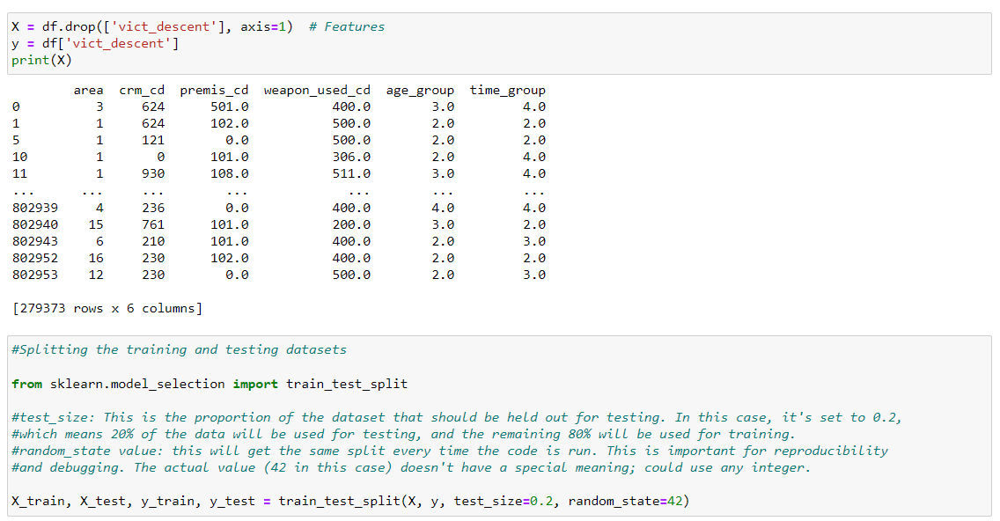 X = df.drop(['vict_descent'], axis=1)  # Features
y = df['vict_descent']
print(X)
        area  crm_cd  premis_cd  weapon_used_cd  age_group  time_group
0          3     624      501.0           400.0        3.0         4.0
1          1     624      102.0           500.0        2.0         2.0
5          1     121        0.0           500.0        2.0         2.0
10         1       0      101.0           306.0        2.0         4.0
11         1     930      108.0           511.0        3.0         4.0
...      ...     ...        ...             ...        ...         ...
802939     4     236        0.0           400.0        4.0         4.0
802940    15     761      101.0           200.0        3.0         2.0
802943     6     210      101.0           400.0        2.0         3.0
802952    16     230      102.0           400.0        2.0         2.0
802953    12     230        0.0           500.0        2.0         3.0
[279373 rows x 6 columns]
#Splitting the training and testing datasets
from sklearn.model_selection import train_test_split
#test_size: This is the proportion of the dataset that should be held out for testing. In this case, it's set to 0.2,
#which means 20% of the data will be used for testing, and the remaining 80% will be used for training.
#random_state value: this will get the same split every time the code is run. This is important for reproducibility
#and debugging. The actual value (42 in this case) doesn't have a special meaning; could use any integer.
X_train, X_test, y_train, y_test = train_test_split(X, y, test_size=0.2, random_state=42)